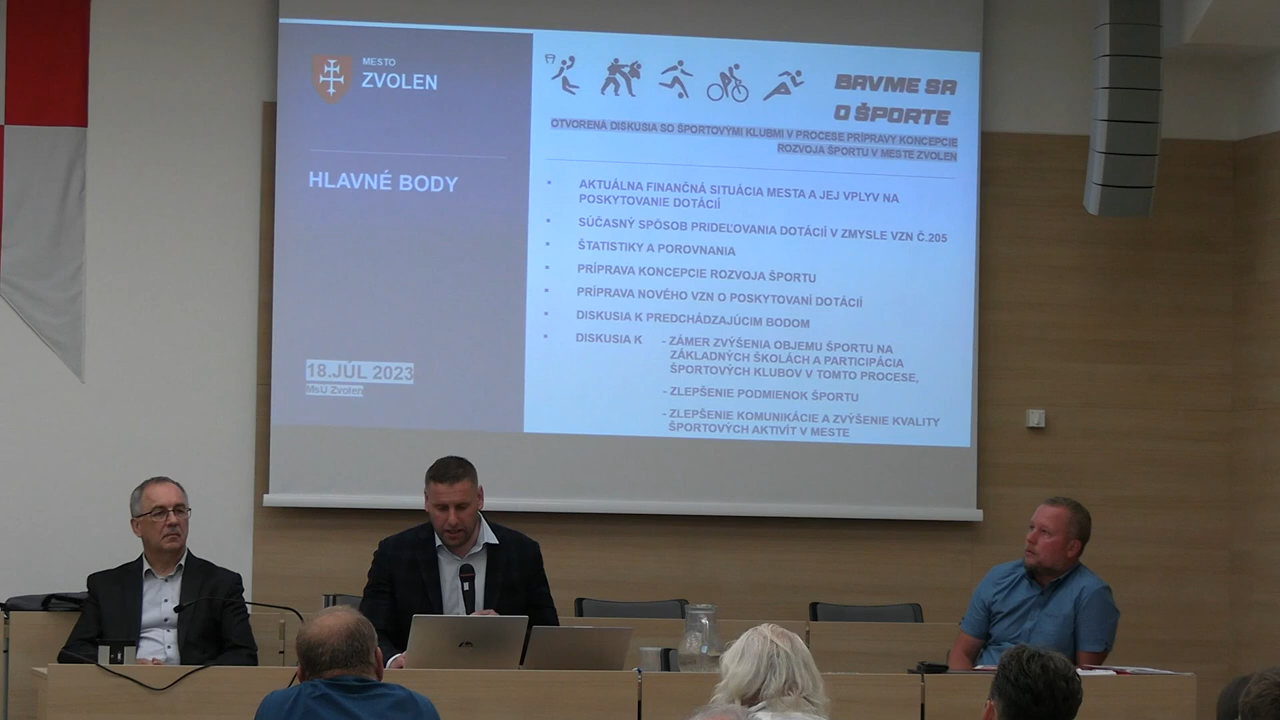 MESTO
ZVOLEN
HLAVNÉ BODY
18.JÚL 2023
MsÚ Zvolen
BAVME SA
O ŠPORTE
OTVORENÁ DISKUSIA SO ŠPORTOVÝMI KLUBMI V PROCESE PRÍPRAVY KONCEPCIE
ROZVOJA ŠPORTU V MESTE ZVOLEN
AKTUÁLNA FINANČNÁ SITUÁCIA MESTA A JEJ VPLYV NA
POSKYTOVANIE DOTÁCIÍ
SÚČASNÝ SPÔSOB PRIDEĽOVANIA DOTÁCIÍ V ZMYSLE VZN Č.205
ŠTATISTIKY A POROVNANIA
PRÍPRAVA KONCEPCIE ROZVOJA ŠPORTU
PRÍPRAVA NOVÉHO VZN O POSKYTOVANÍ DOTÁCIÍ
DISKUSIA K PREDCHÁDZAJÚCIM BODOM
DISKUSIA K - ZÁMER ZVÝŠENIA OBJEMU ŠPORTU NA
ZÁKLADNÝCH ŠKOLÁCH A PARTICIPÁCIA
ŠPORTOVÝCH KLUBOV V TOMTO PROCESE,
- ZLEPŠENIE PODMIENOK ŠPORTU
- ZLEPŠENIE KOMUNIKÁCIE A ZVÝŠENIE KVALITY
ŠPORTOVÝCH AKTIVÍT V MESTE